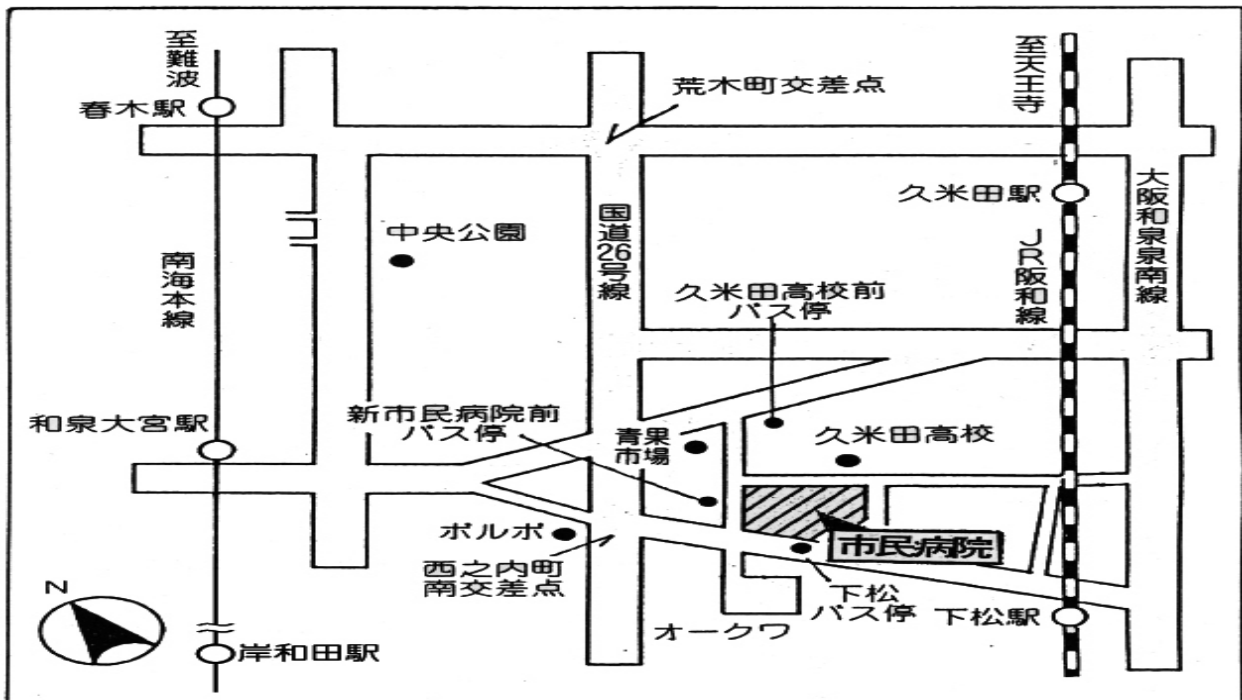 至難波
春木駅
南海本線
和泉大宮駅
岸和田駅
N
中央公園
荒木町交差点
国道26号線
久米田高校前
バス停
新市民病院前
バス停
青果
市場
久米田高校
ボルボ
西之内町
南交差点
市民病院
下松
バス停
オークワ
下松駅
至天王寺
久米田駅
JR阪和線
大阪和泉泉南線